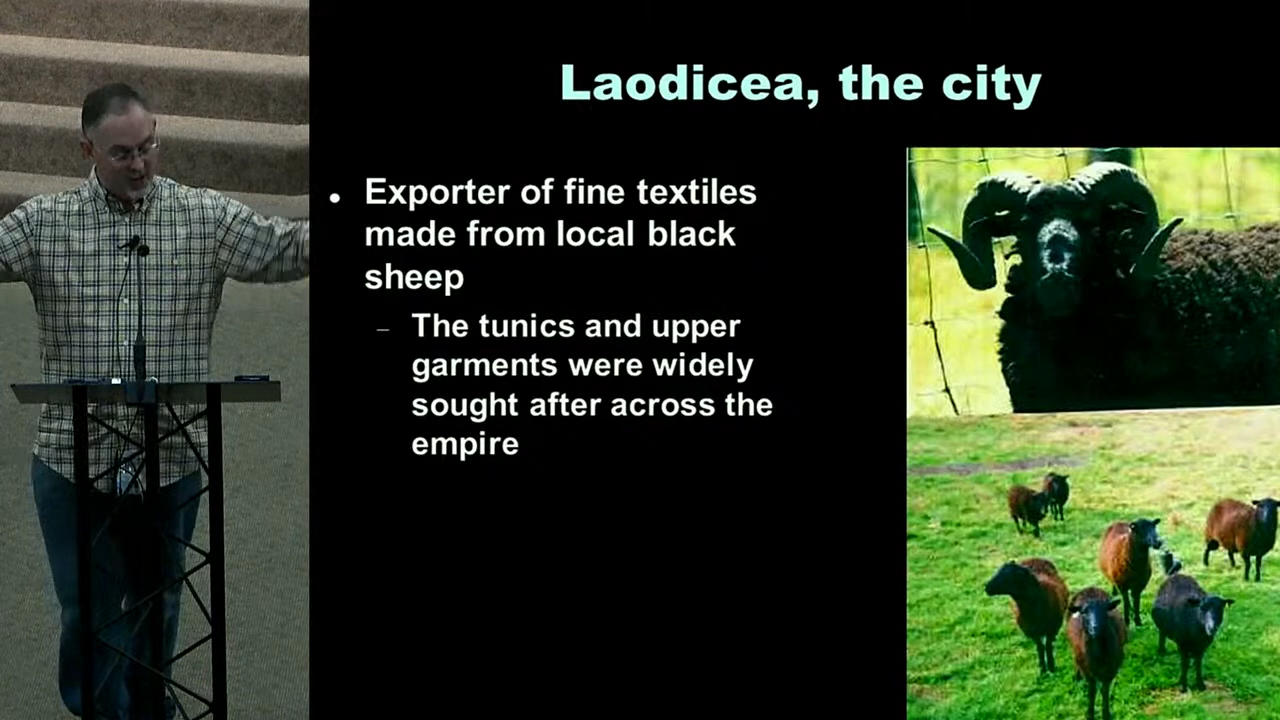 Laodicea, the city
• Exporter of fine textiles
made from local black
sheep
– The tunics and upper
garments were widely
sought after across the
empire